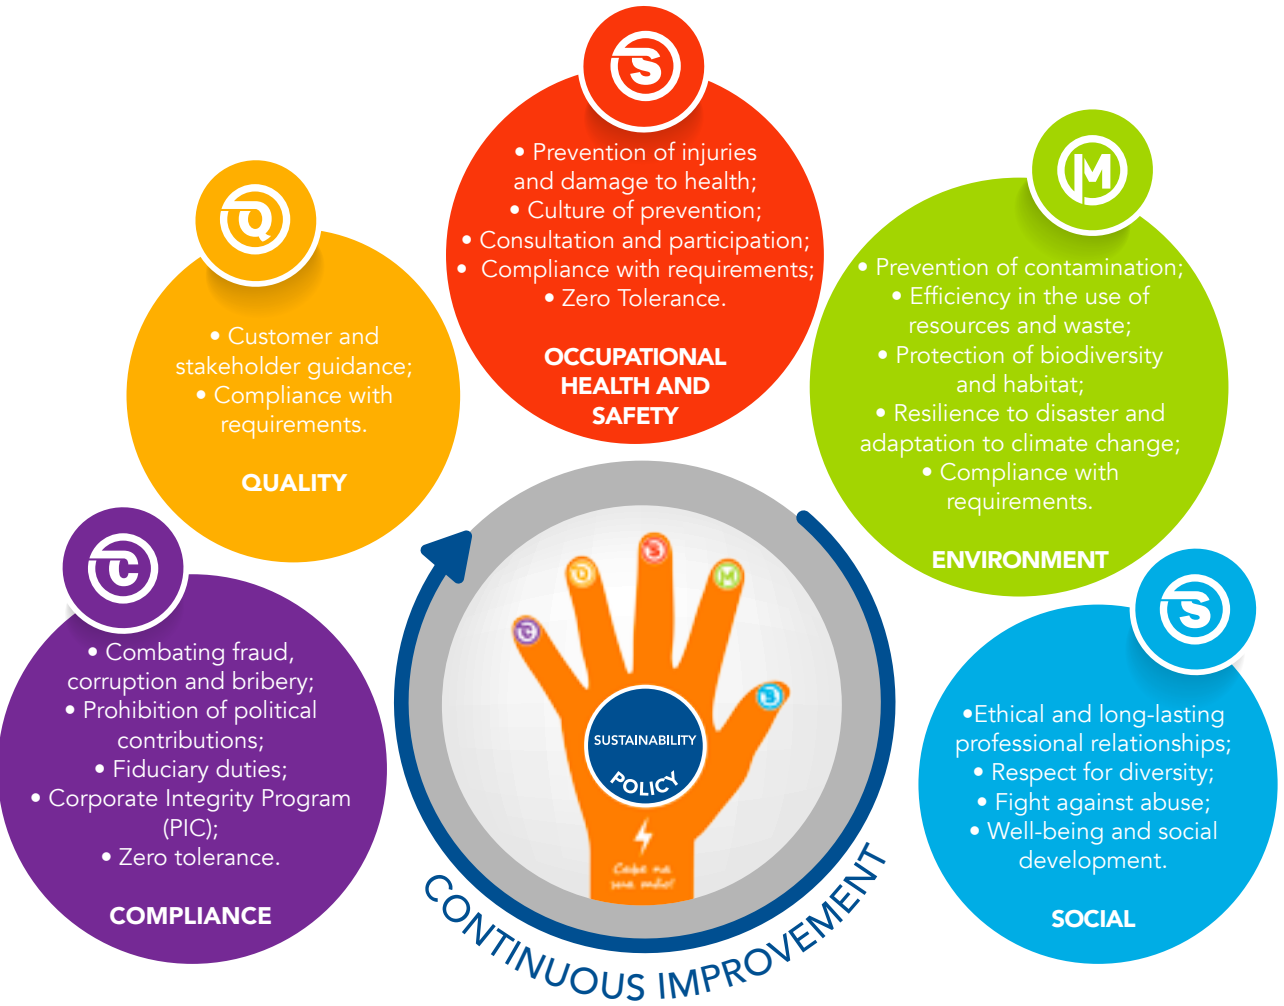 C
• Combating fraud,
corruption and bribery;
• Prohibition of political
contributions;
• Fiduciary duties;
• Corporate Integrity Program
(PIC);
• Zero tolerance.
COMPLIANCE
Q
• Customer and
stakeholder guidance;
• Compliance with
requirements.
QUALITY
S
• Prevention of injuries
and damage to health;
• Culture of prevention;
• Consultation and participation;
• Compliance with requirements;
• Zero Tolerance.
OCCUPATIONAL
HEALTH AND
SAFETY
M
• Prevention of contamination;
• Efficiency in the use of
resources and waste;
• Protection of biodiversity
and habitat;
• Resilience to disaster and
adaptation to climate change;
• Compliance with
requirements.
ENVIRONMENT
S
•Ethical and long-lasting
professional relationships;
• Respect for diversity;
• Fight against abuse;
• Well-being and social
development.
SOCIAL
C
Q
S
M
S
SUSTAINABILITY
POLICY
Cabe na
sua mão!
CONTINUOUS IMPROVEMENT